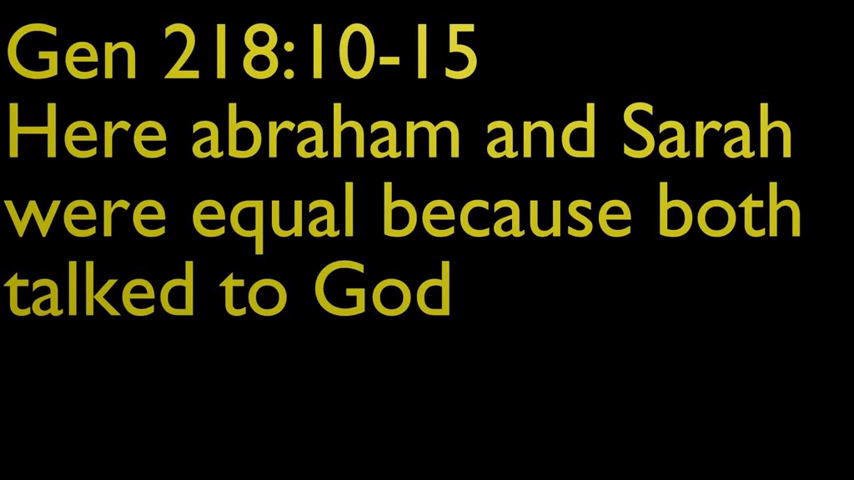 Gen 218:10-15
Here abraham and Sarah
were equal because both
talked to God